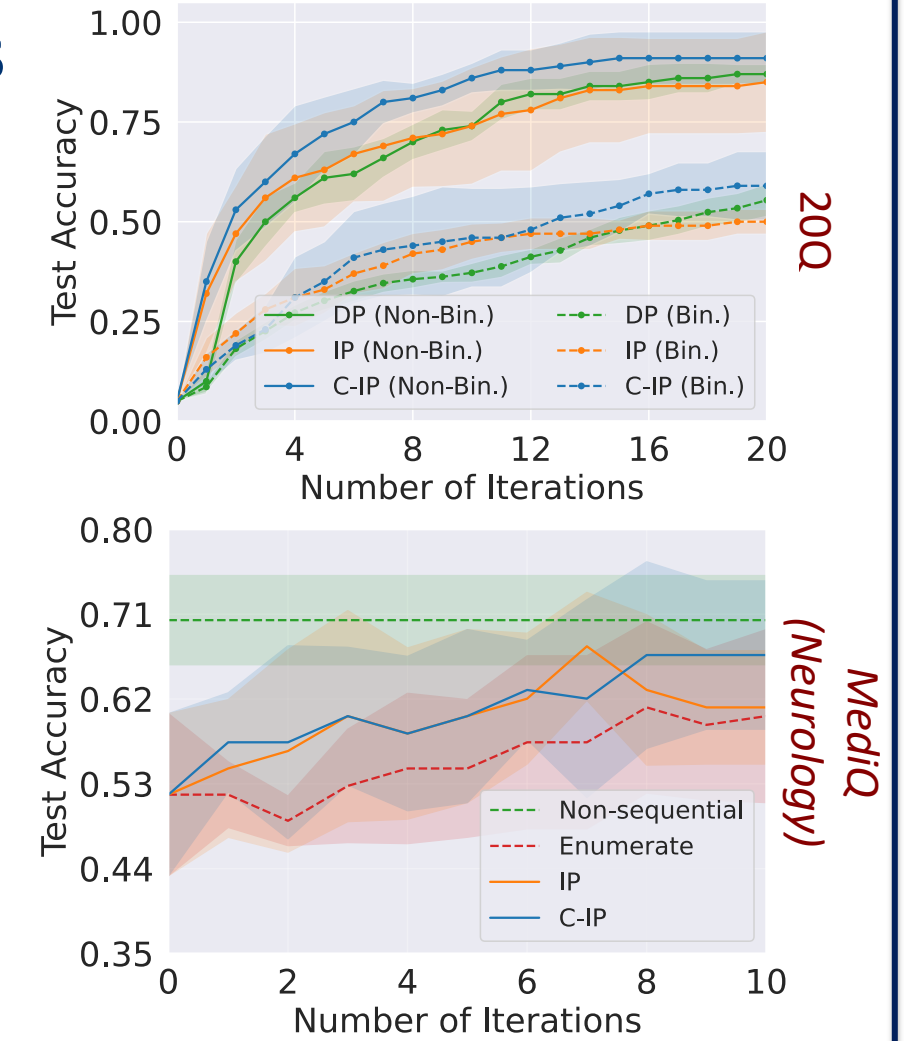 1.00
0.75
0.50
0.25
0.00
Test Accuracy
DP (Non-Bin.)
IP (Non-Bin.)
C-IP (Non-Bin.)
DP (Bin.)
IP (Bin.)
C-IP (Bin.)
0 4 8 12 16 20
Number of Iterations
20Q
0.80
0.71
0.62
0.53
0.44
0.35
Test Accuracy
Non-sequential
Enumerate
IP
C-IP
0 2 4 6 8 10
Number of Iterations
MediQ
(Neurology)